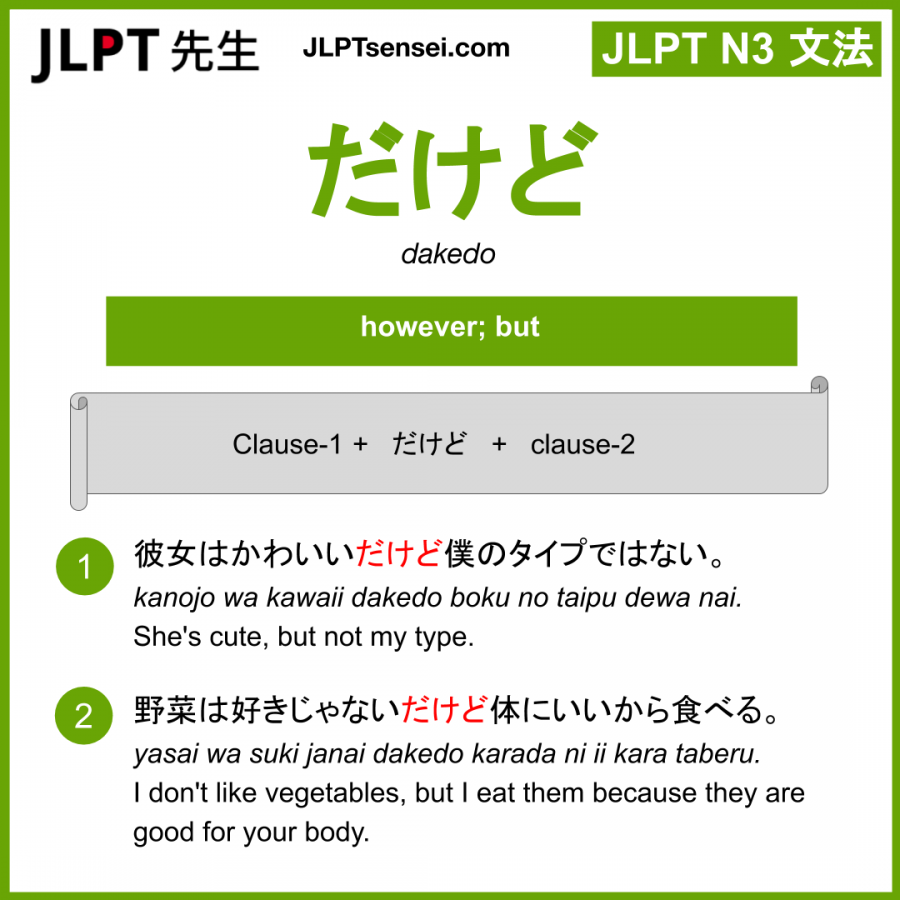 JLPT 先生
JLPTsensei.com
JLPT N3 文法
だけど
dakedo
however; but
Clause-1 + だけど + clause-2
1 彼女はかわいいだけど僕のタイプではない。
kanojo wa kawaii dakedo boku no taipu dewa nai.
She's cute, but not my type.
2 野菜は好きじゃないだけど体にいいから食べる。
yasai wa suki janai dakedo karada ni ii kara taberu.
I don't like vegetables, but I eat them because they are
good for your body.